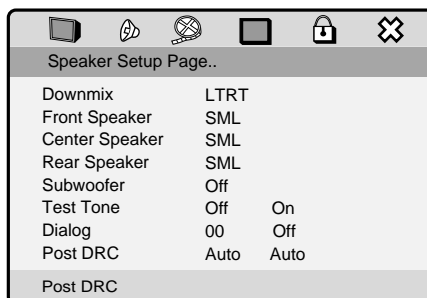 Speaker Setup Page..
Downmix LTRT
Front Speaker SML
Center Speaker SML
Rear Speaker SML
Subwoofer Off
Test Tone Off On
Dialog 00 Off
Post DRC Auto Auto
Post DRC